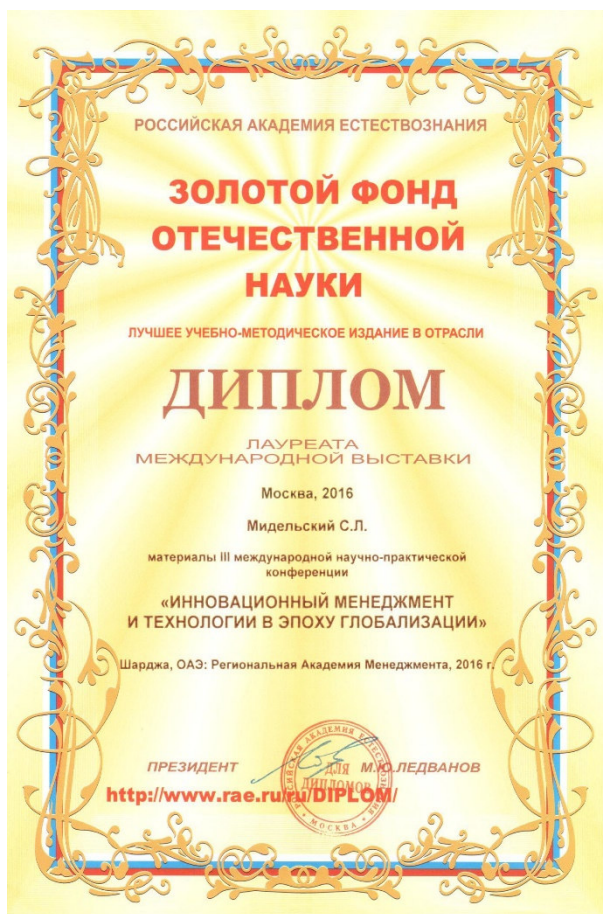 РОССИЙСКАЯ АКАДЕМИЯ ЕСТЕСТВОЗНАНИЯ
ЗОЛОТОЙ ФОНД
ОТЕЧЕСТВЕННОЙ
НАУКИ
ЛУЧШЕЕ УЧЕБНО-МЕТОДИЧЕСКОЕ ИЗДАНИЕ В ОТРАСЛИ
ДИПЛОМ
ЛАУРЕАТА
МЕЖДУНАРОДНОЙ ВЫСТАВКИ
Москва, 2016
Мидельский С.Л.
материалы III международной научно-практической
конференции
«ИННОВАЦИОННЫЙ МЕНЕДЖМЕНТ
И ТЕХНОЛОГИИ В ЭПОХУ ГЛОБАЛИЗАЦИИ»
Шарджа, ОАЭ: Региональная Академия Менеджмента, 2016 г.
ПРЕЗИДЕНТ М.Ю.ЛЕДВАНОВ
ДЛЯ
ДИПЛОМОВ
МОСКВА
http://www.rae.ru/ru/DIPLOM/